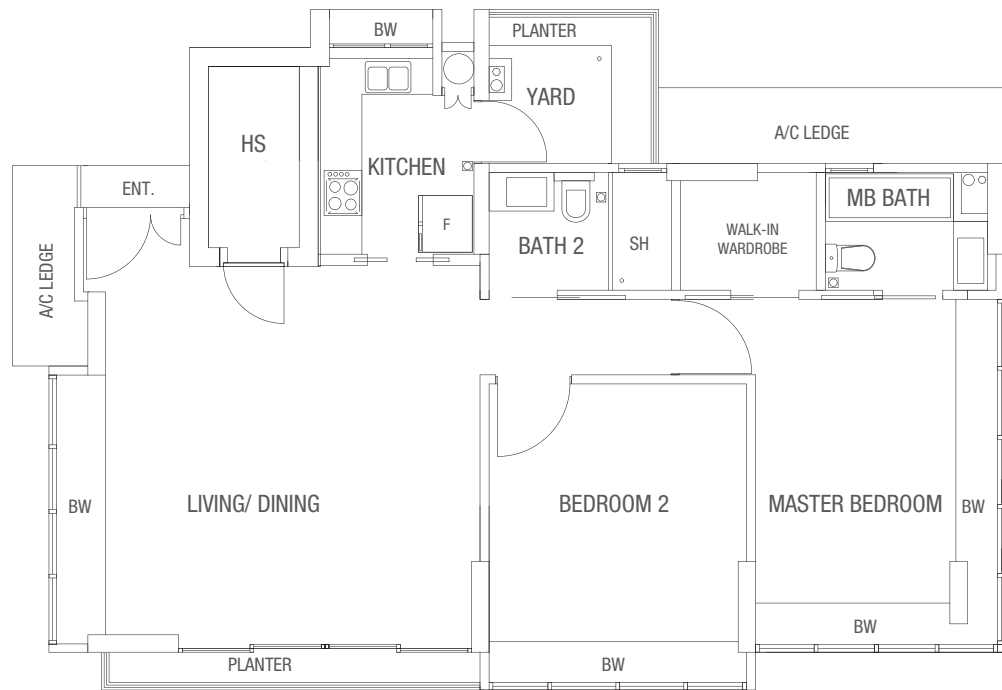 BW
PLANTER
YARD
A/C LEDGE
HS
KITCHEN
ENT.
MB BATH
F
BATH 2
SH
WALK-IN
WARDROBE
A/C LEDGE
BW
LIVING/ DINING
BEDROOM 2
MASTER BEDROOM
BW
BW
PLANTER
BW